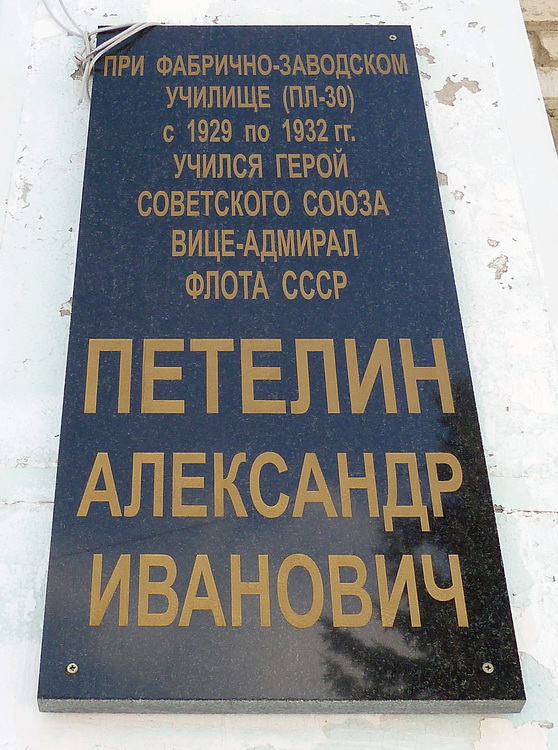 ПРИ ФАБРИЧНО-ЗАВОДСКОМ
УЧИЛИЩЕ (ПЛ-30)
с 1929 по 1932 гг.
УЧИЛСЯ ГЕРОЙ
СОВЕТСКОГО СОЮЗА
ВИЦЕ-АДМИРАЛ
ФЛОТА СССР
ПЕТЕЛИН
АЛЕКСАНДР
ИВАНОВИЧ